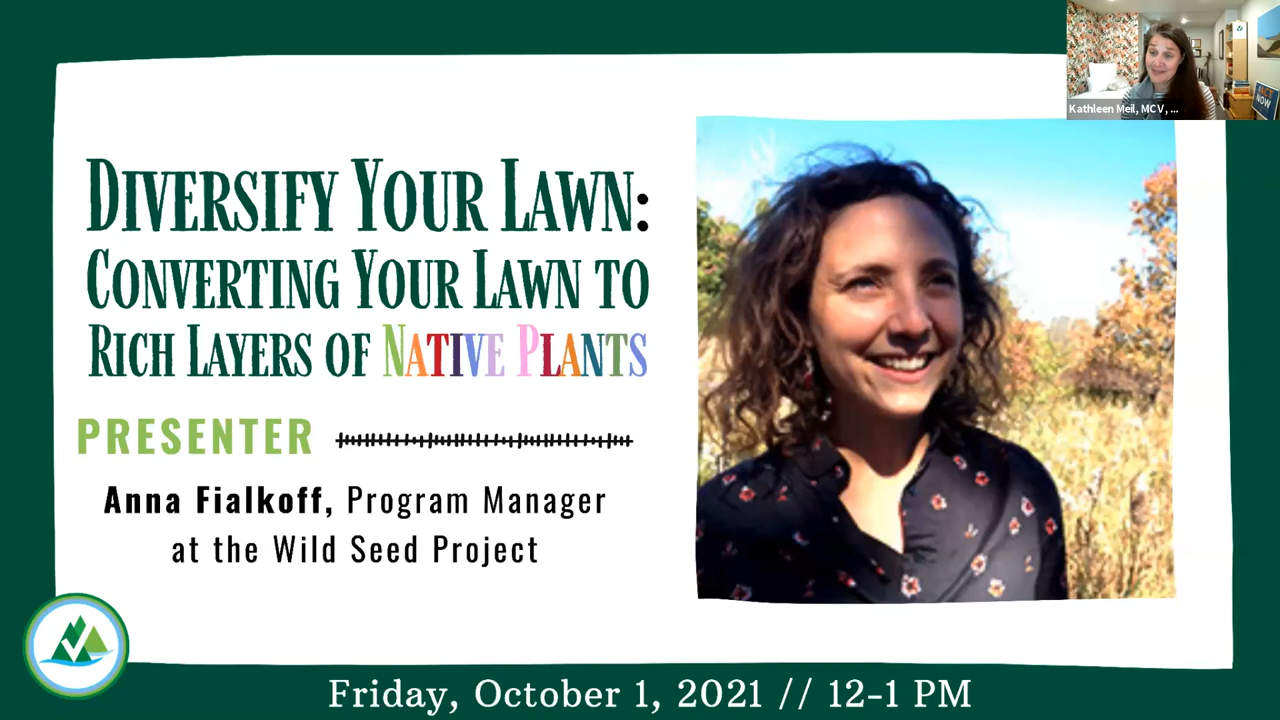 Kathleen Meil, MCV, ...
NOW
DIVERSIFY YOUR LAWN:
CONVERTING YOUR LAWN TO
RICH LAYERS OF NATIVE PLANTS
PRESENTER
Anna Fialkoff, Program Manager
at the Wild Seed Project
Friday, October 1, 2021 // 12-1 PM